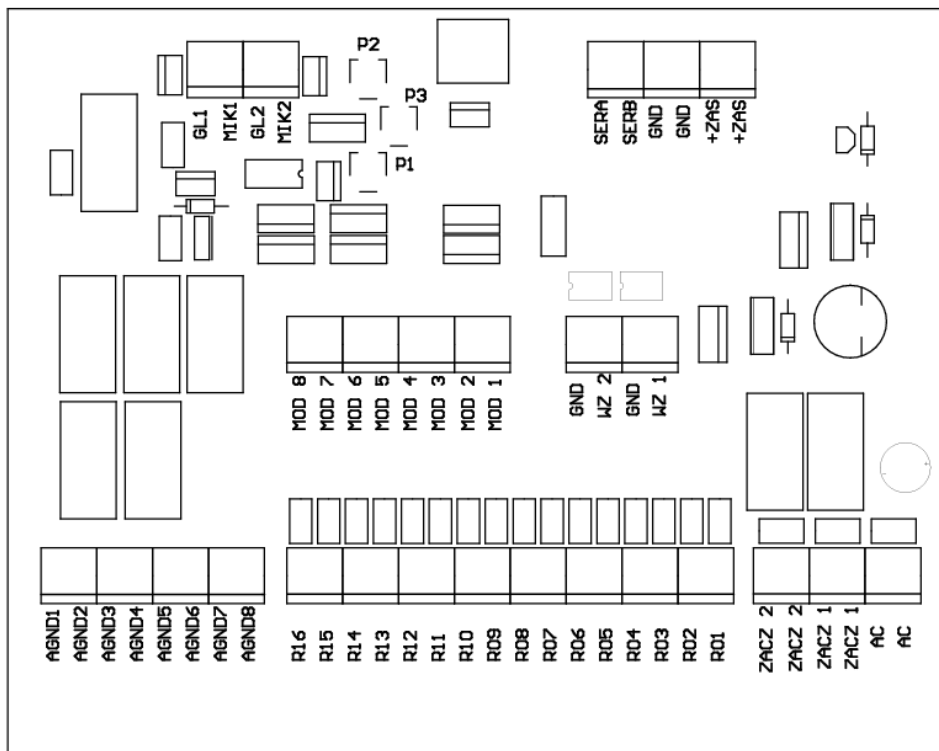 P2
GL1 MIK1 GL2 MIK2
P3
SERA SERB GND GND +ZAS +ZAS
P1
MOD 8 MOD 7 MOD 6 MOD 5 MOD 4 MOD 3 MOD 2 MOD 1
GND WZ 2 GND WZ 1
AGND1 AGND2 AGND3 AGND4 AGND5 AGND6 AGND7 AGND8
R16 R15 R14 R13 R12 R11 R10 R09 R08 R07 R06 R05 R04 R03 R02 R01
ZACZ 2 ZACZ 2 ZACZ 1 ZACZ 1 AC AC